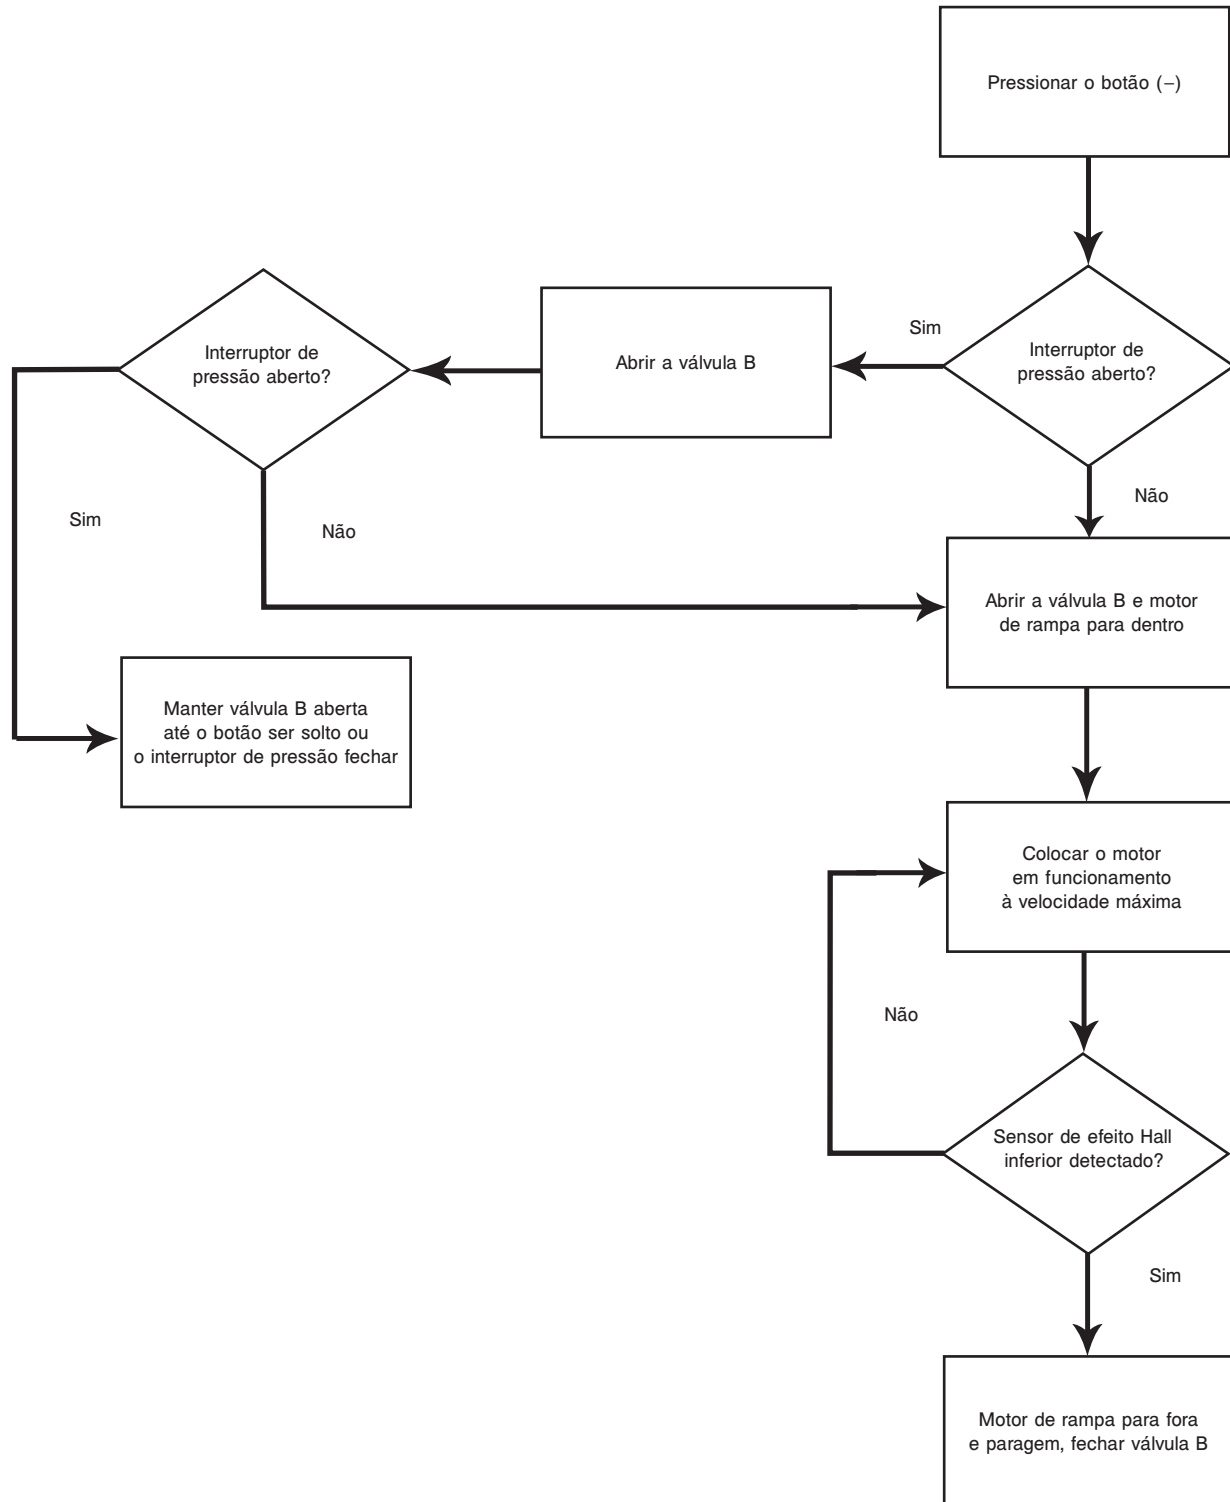 Pressionar o botão (–)
Sim
Interruptor de
pressão aberto?
Abrir a válvula B
Interruptor de
pressão aberto?
Não
Sim
Não
Abrir a válvula B e motor
de rampa para dentro
Manter válvula B aberta
até o botão ser solto ou
o interruptor de pressão fechar
Colocar o motor
em funcionamento
à velocidade máxima
Não
Sensor de efeito Hall
inferior detectado?
Sim
Motor de rampa para fora
e paragem, fechar válvula B